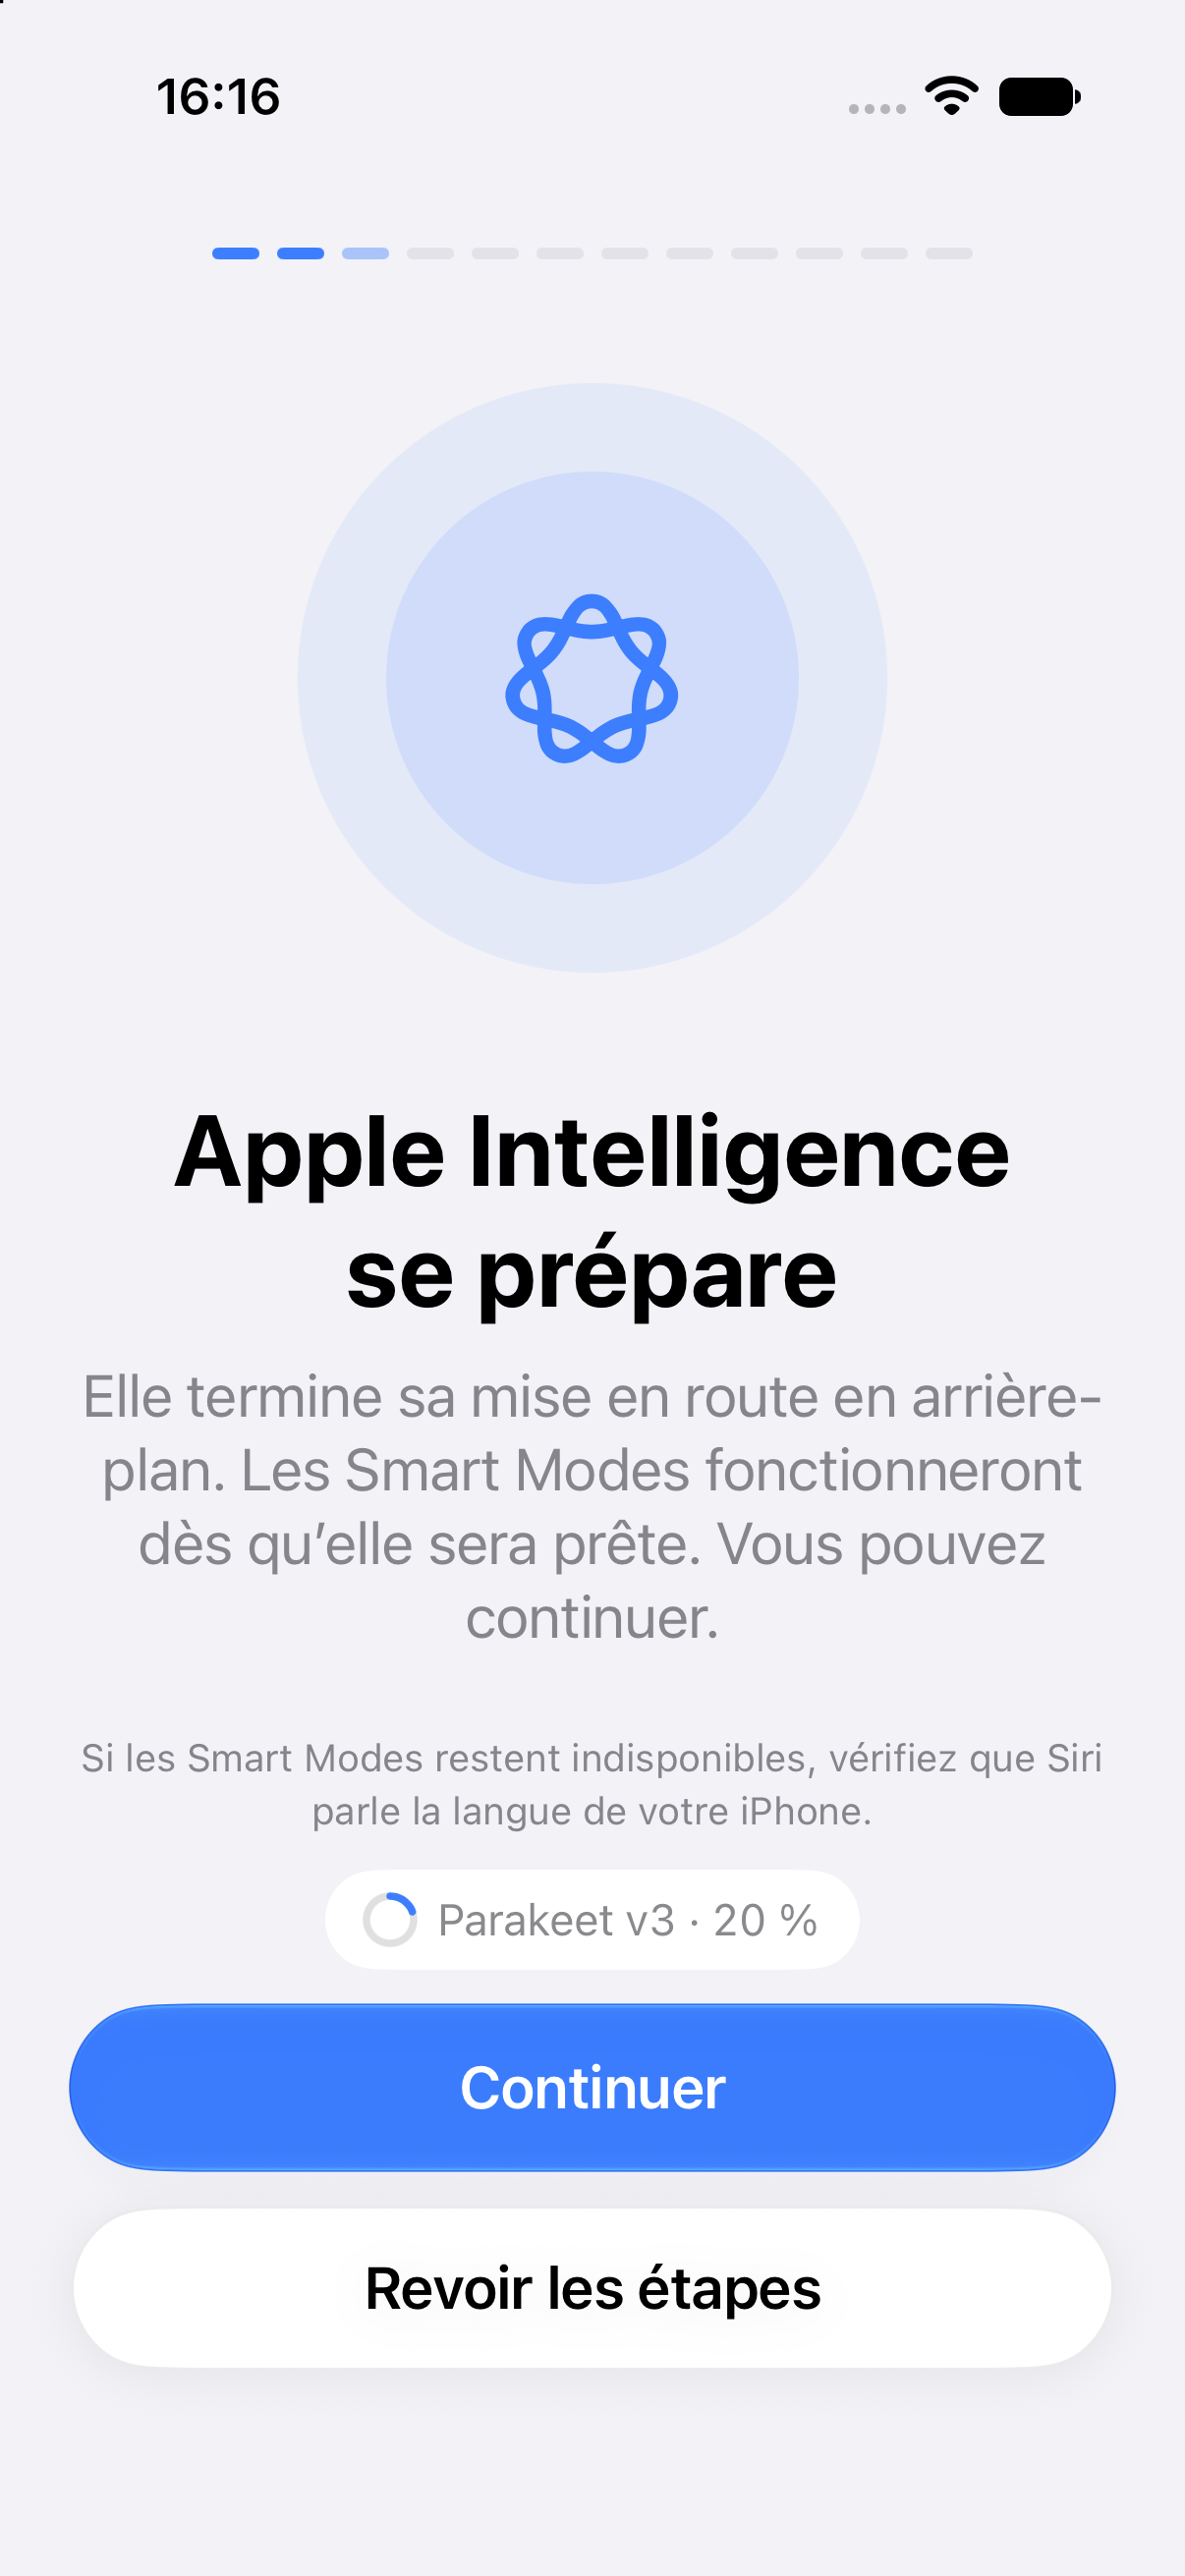 16:16
Apple Intelligence
se prépare
Elle termine sa mise en route en arrière-
plan. Les Smart Modes fonctionneront
dès qu’elle sera prête. Vous pouvez
continuer.
Si les Smart Modes restent indisponibles, vérifiez que Siri
parle la langue de votre iPhone.
Parakeet v3 · 20 %
Continuer
Revoir les étapes